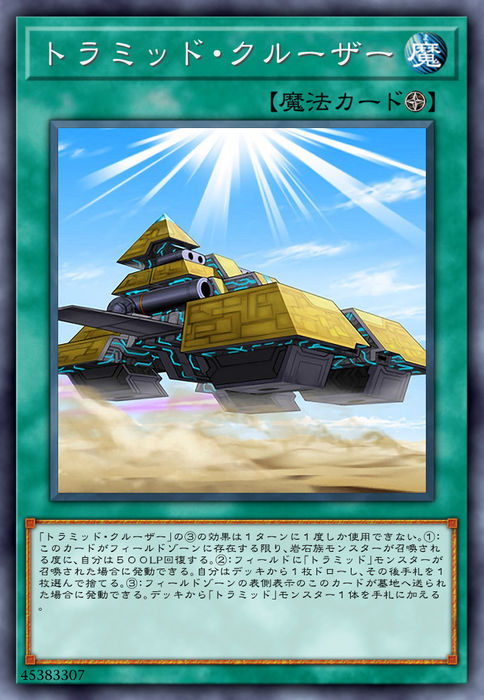 トラミッド・クルーザー 魔
【魔法カード】
「トラミッド・クルーザー」の③の効果は１ターンに１度しか使用できない。①：
このカードがフィールドゾーンに存在する限り、岩石族モンスターが召喚され
る度に、自分は５００ＬＰ回復する。②：フィールドに「トラミッド」モンスターが
召喚された場合に発動できる。自分はデッキから１枚ドローし、その後手札を１
枚選んで捨てる。③：フィールドゾーンの表側表示のこのカードが墓地へ送られ
た場合に発動できる。デッキから「トラミッド」モンスター１体を手札に加える
。
45383307